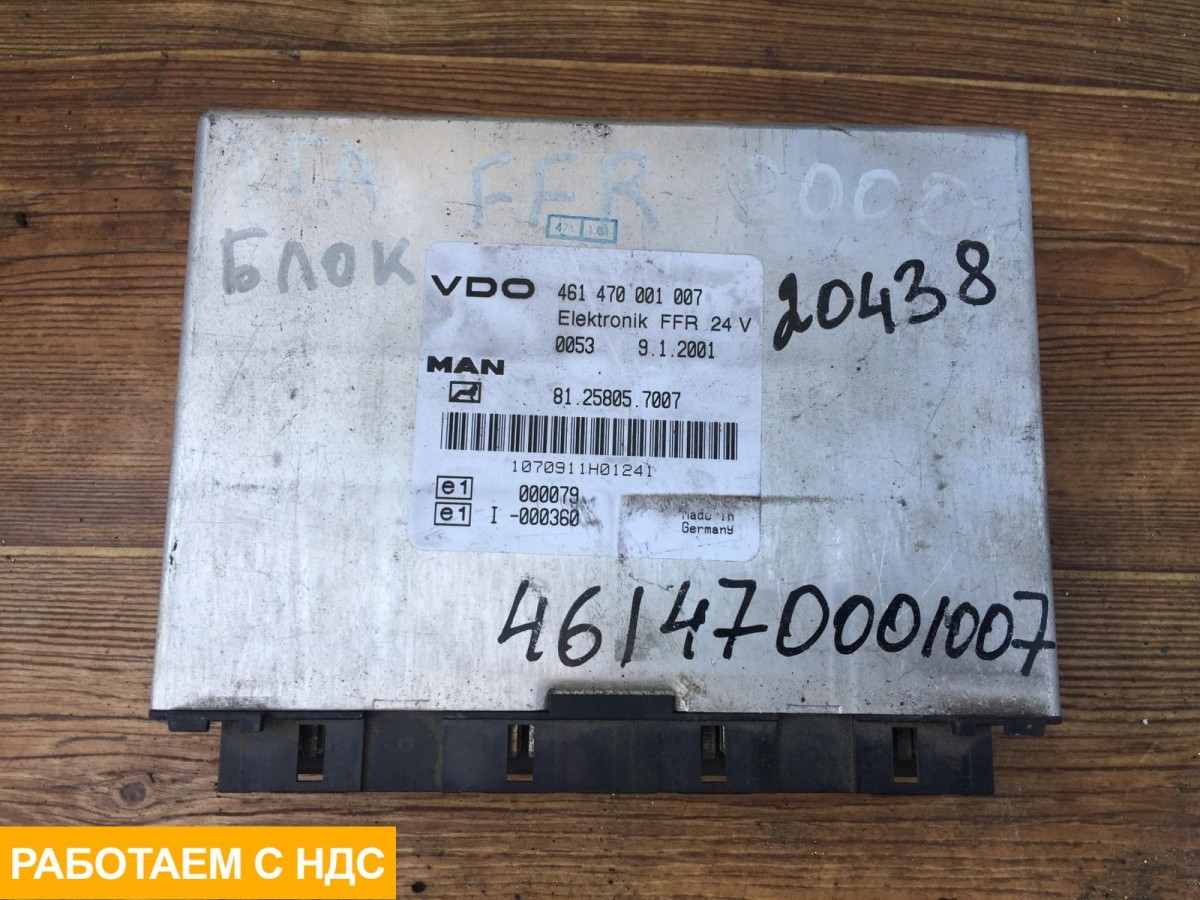 FFR
БЛОК
VDO 461 470 001 007
Elektronik FFR 24 V
0053 9.1.2001
MAN
81.25805.7007
1070911H01241
e1 000079
e1 I -000360
Made in
Germany
20438
461470001007
РАБОТАЕМ С НДС